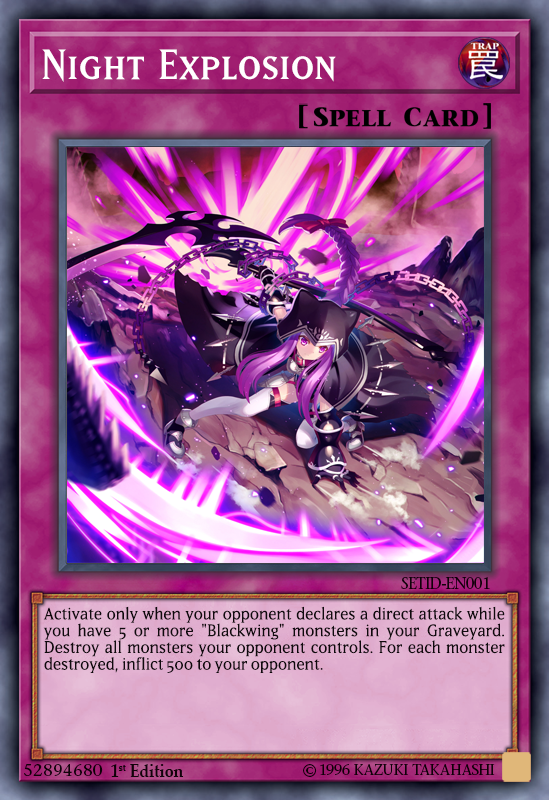 Night Explosion
TRAP
罠
[Spell Card]
SETID-EN001
Activate only when your opponent declares a direct attack while
you have 5 or more "Blackwing" monsters in your Graveyard.
Destroy all monsters your opponent controls. For each monster
destroyed, inflict 500 to your opponent.
52894680 1st Edition © 1996 KAZUKI TAKAHASHI